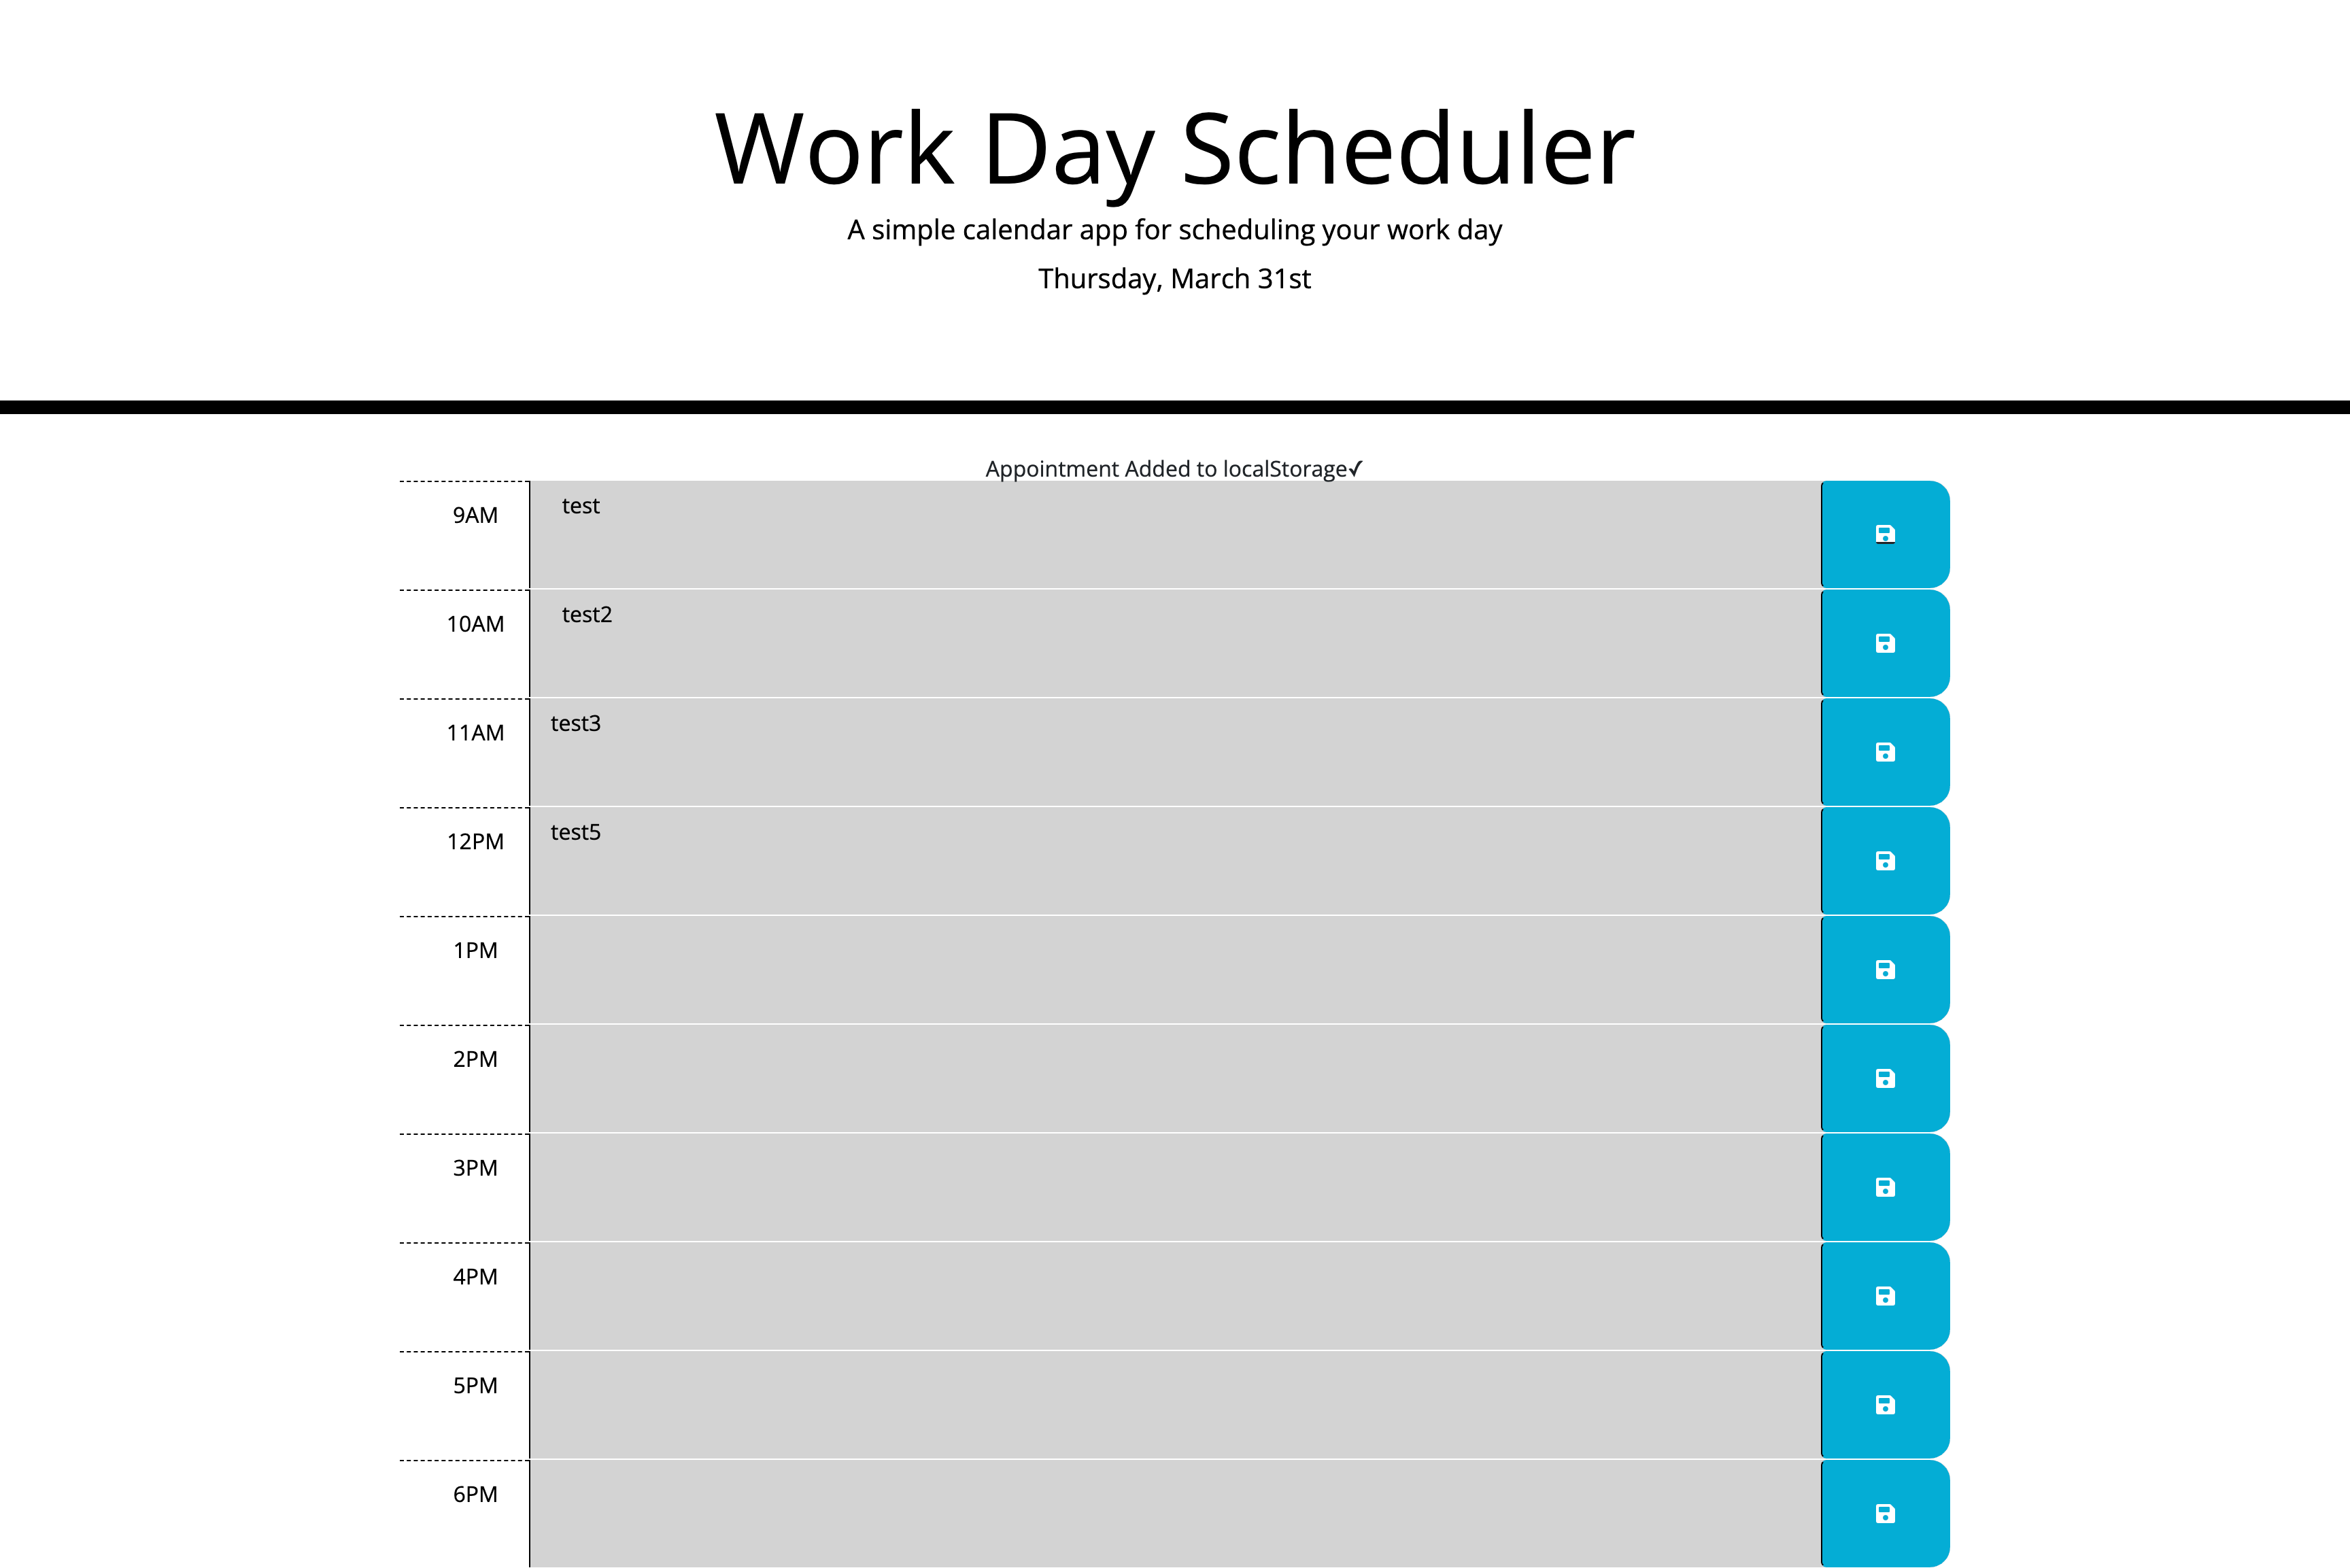 Work Day Scheduler
A simple calendar app for scheduling your work day
Thursday, March 31st
Appointment Added to localStorage✓
9AM test
10AM test2
11AM test3
12PM test5
1PM
2PM
3PM
4PM
5PM
6PM